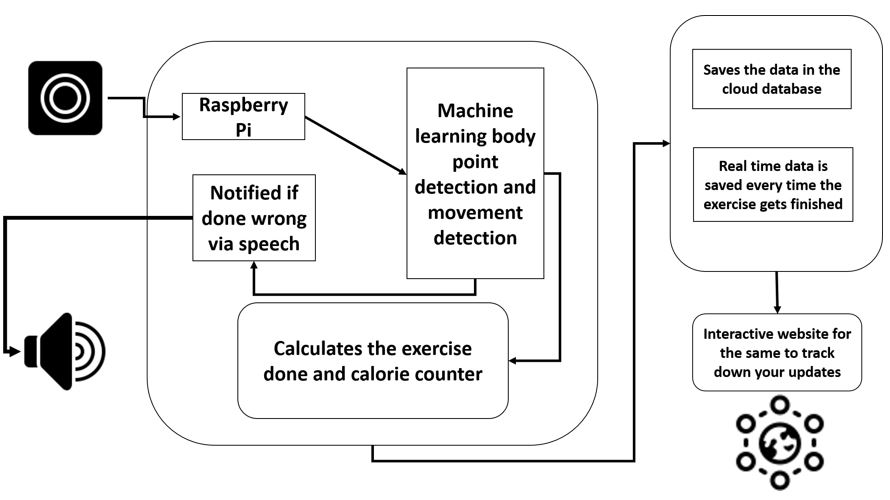 Raspberry
Pi
Machine
learning body
point
detection and
movement
detection
Notified if
done wrong
via speech
Calculates the exercise
done and calorie counter
Saves the data in the
cloud database
Real time data is
saved every time the
exercise gets finished
Interactive website for
the same to track
down your updates